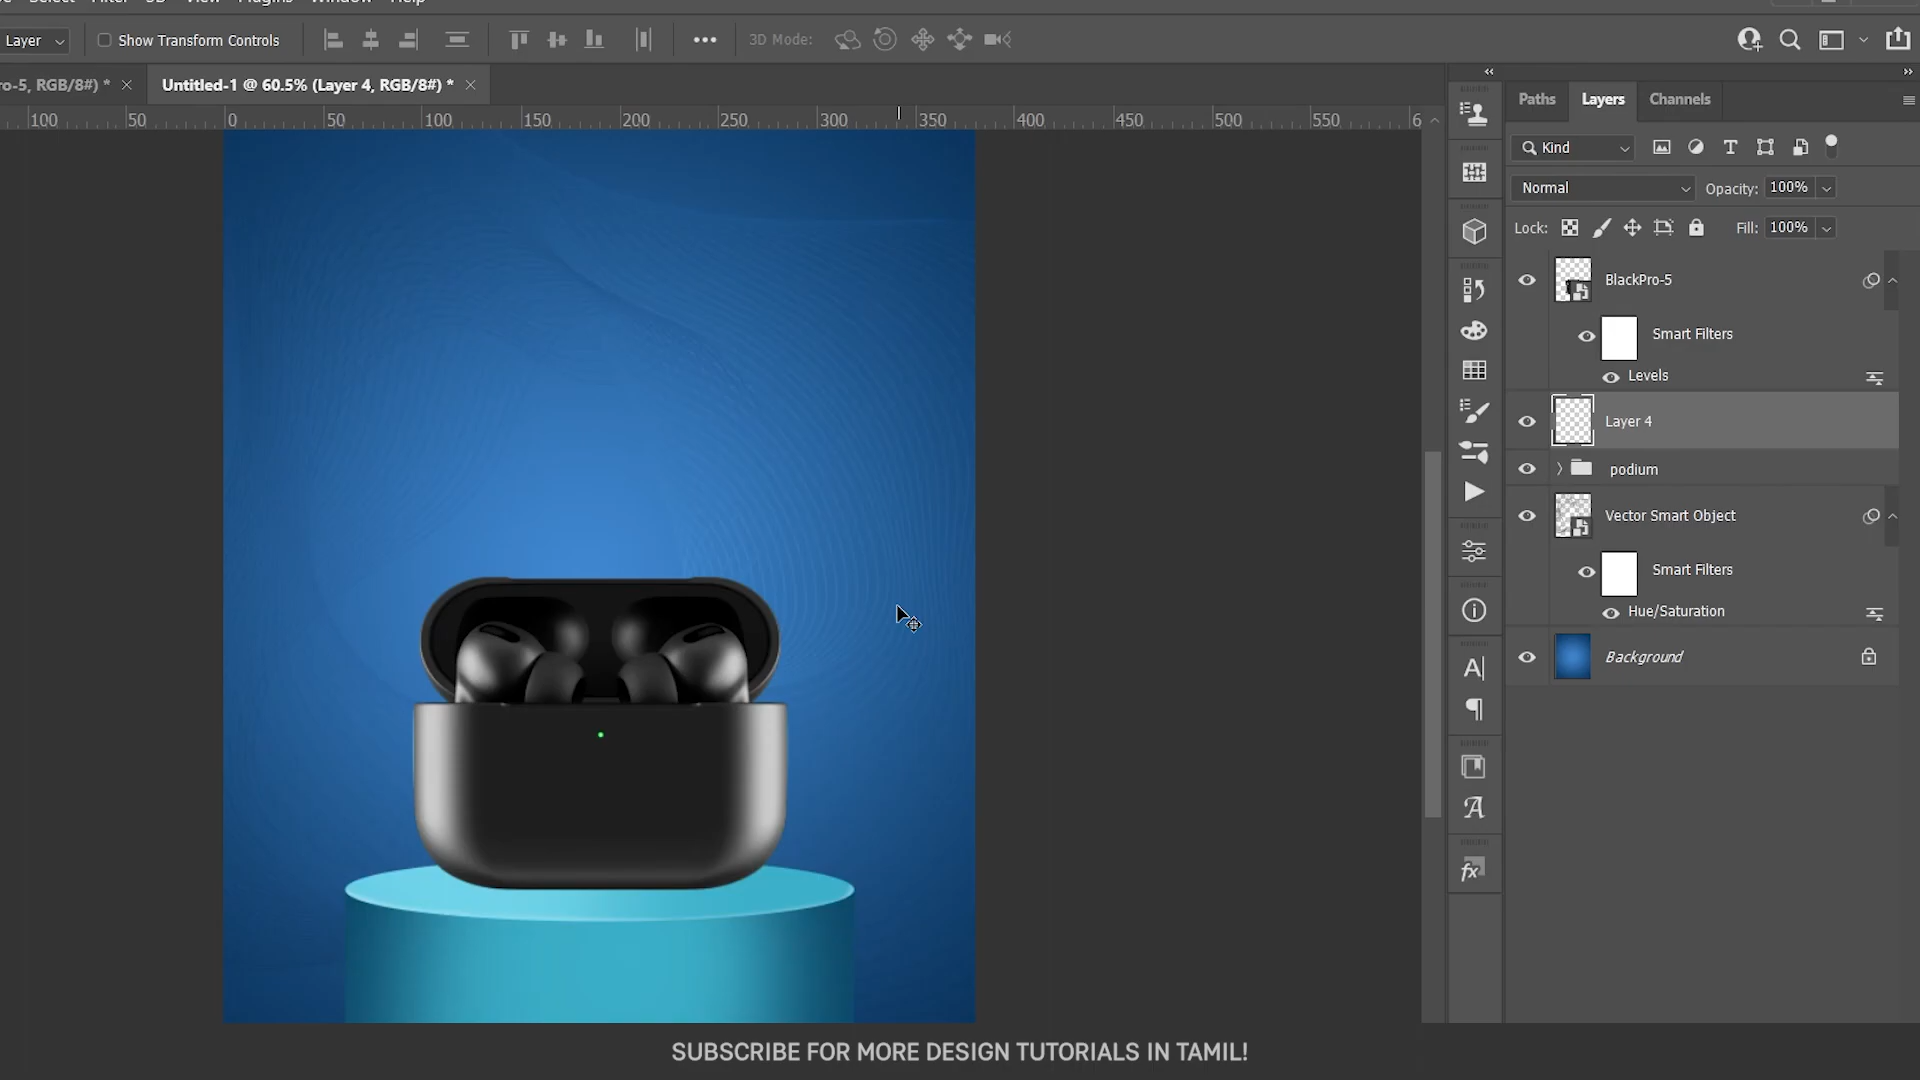 Select Filter 3D View Plugins Window Help
Layer Show Transform Controls 3D Mode:
ro-5, RGB/8#) * Untitled-1 @ 60.5% (Layer 4, RGB/8#) *
100 50 0 50 100 150 200 250 300 350 400 450 500 550 6
Paths Layers Channels
Kind
Normal Opacity: 100%
Lock: Fill: 100%
BlackPro-5
Smart Filters
Levels
Layer 4
podium
Vector Smart Object
Smart Filters
Hue/Saturation
Background
SUBSCRIBE FOR MORE DESIGN TUTORIALS IN TAMIL!